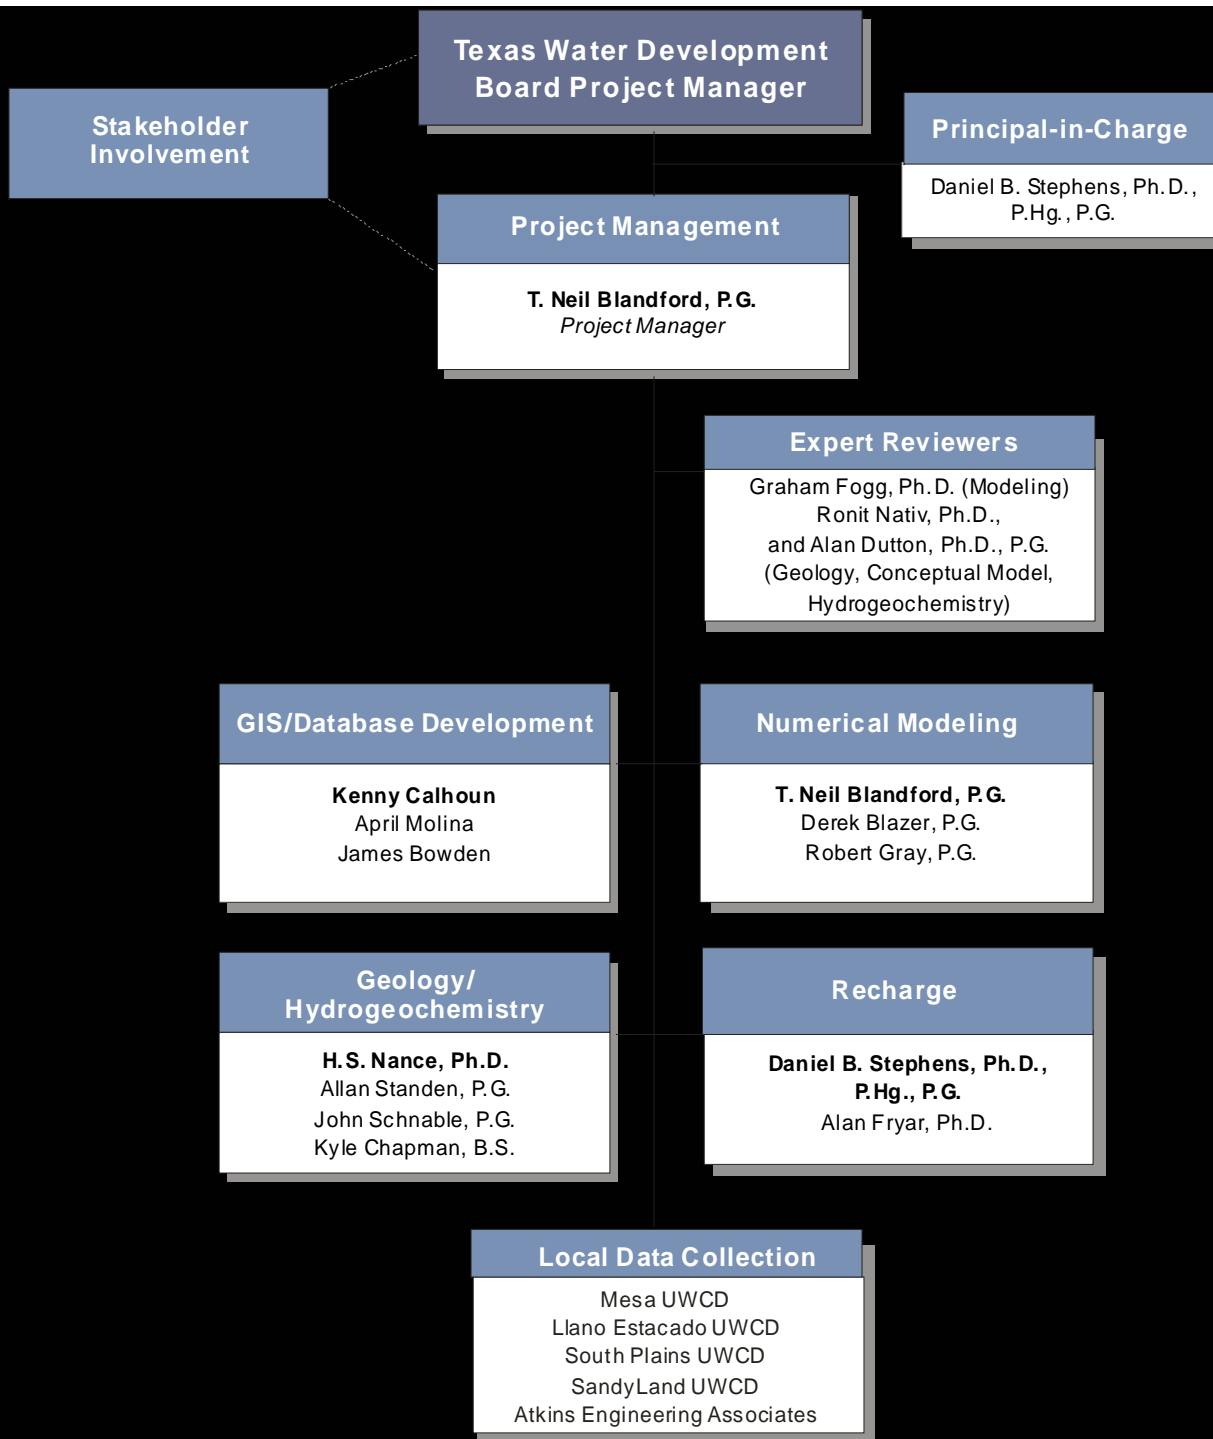 Texas Water Development
Board Project Manager
Stakeholder
Involvement
Principal-in-Charge
Daniel B. Stephens, Ph.D.,
P.Hg., P.G.
Project Management
T. Neil Blandford, P.G.
Project Manager
Expert Reviewers
Graham Fogg, Ph.D. (Modeling)
Ronit Nativ, Ph.D.,
and Alan Dutton, Ph.D., P.G.
(Geology, Conceptual Model,
Hydrogeochemistry)
GIS/Database Development
Kenny Calhoun
April Molina
James Bowden
Numerical Modeling
T. Neil Blandford, P.G.
Derek Blazer, P.G.
Robert Gray, P.G.
Geology/
Hydrogeochemistry
H.S. Nance, Ph.D.
Allan Standen, P.G.
John Schnable, P.G.
Kyle Chapman, B.S.
Recharge
Daniel B. Stephens, Ph.D.,
P.Hg., P.G.
Alan Fryar, Ph.D.
Local Data Collection
Mesa UWCD
Llano Estacado UWCD
South Plains UWCD
SandyLand UWCD
Atkins Engineering Associates